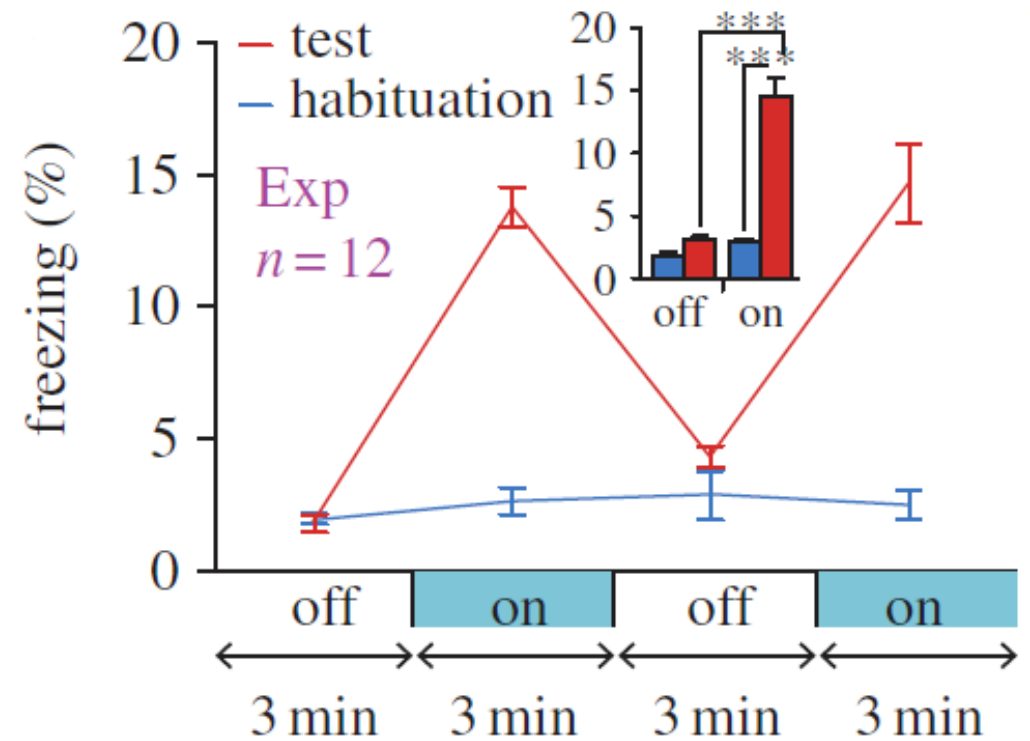 freezing (%)
20
15
10
5
0
test
habituation
Exp
n = 12
20
15
10
5
0
***
***
off on
off on off on
3 min 3 min 3 min 3 min